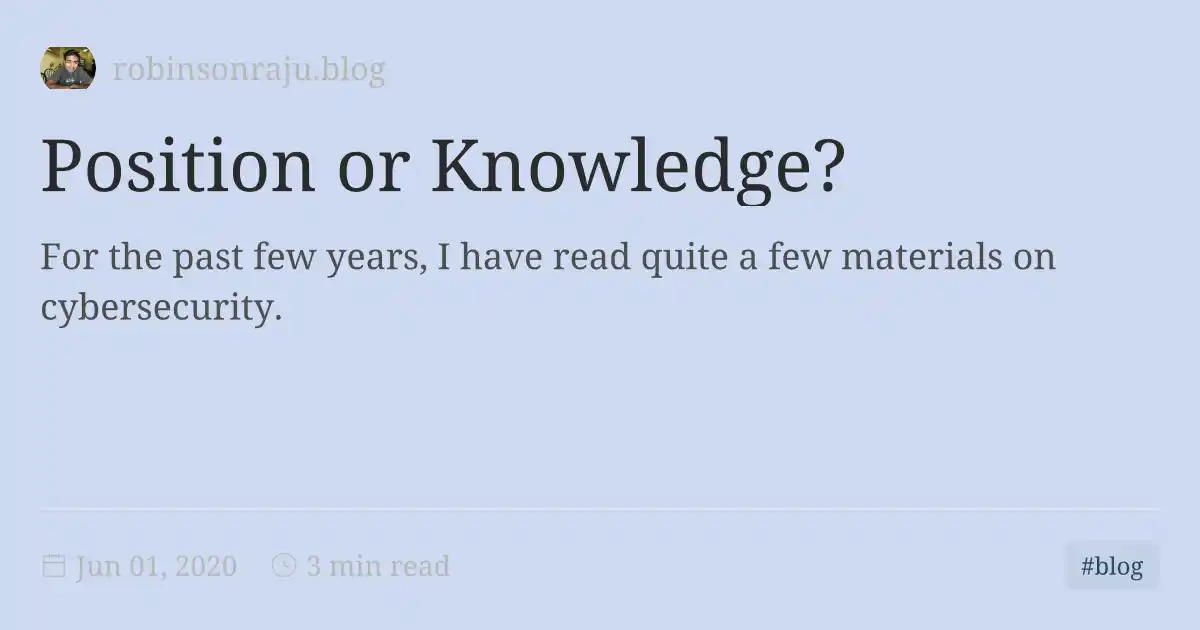 robinsonraju.blog
Position or Knowledge?
For the past few years, I have read quite a few materials on
cybersecurity.
Jun 01, 2020
3 min read
#blog